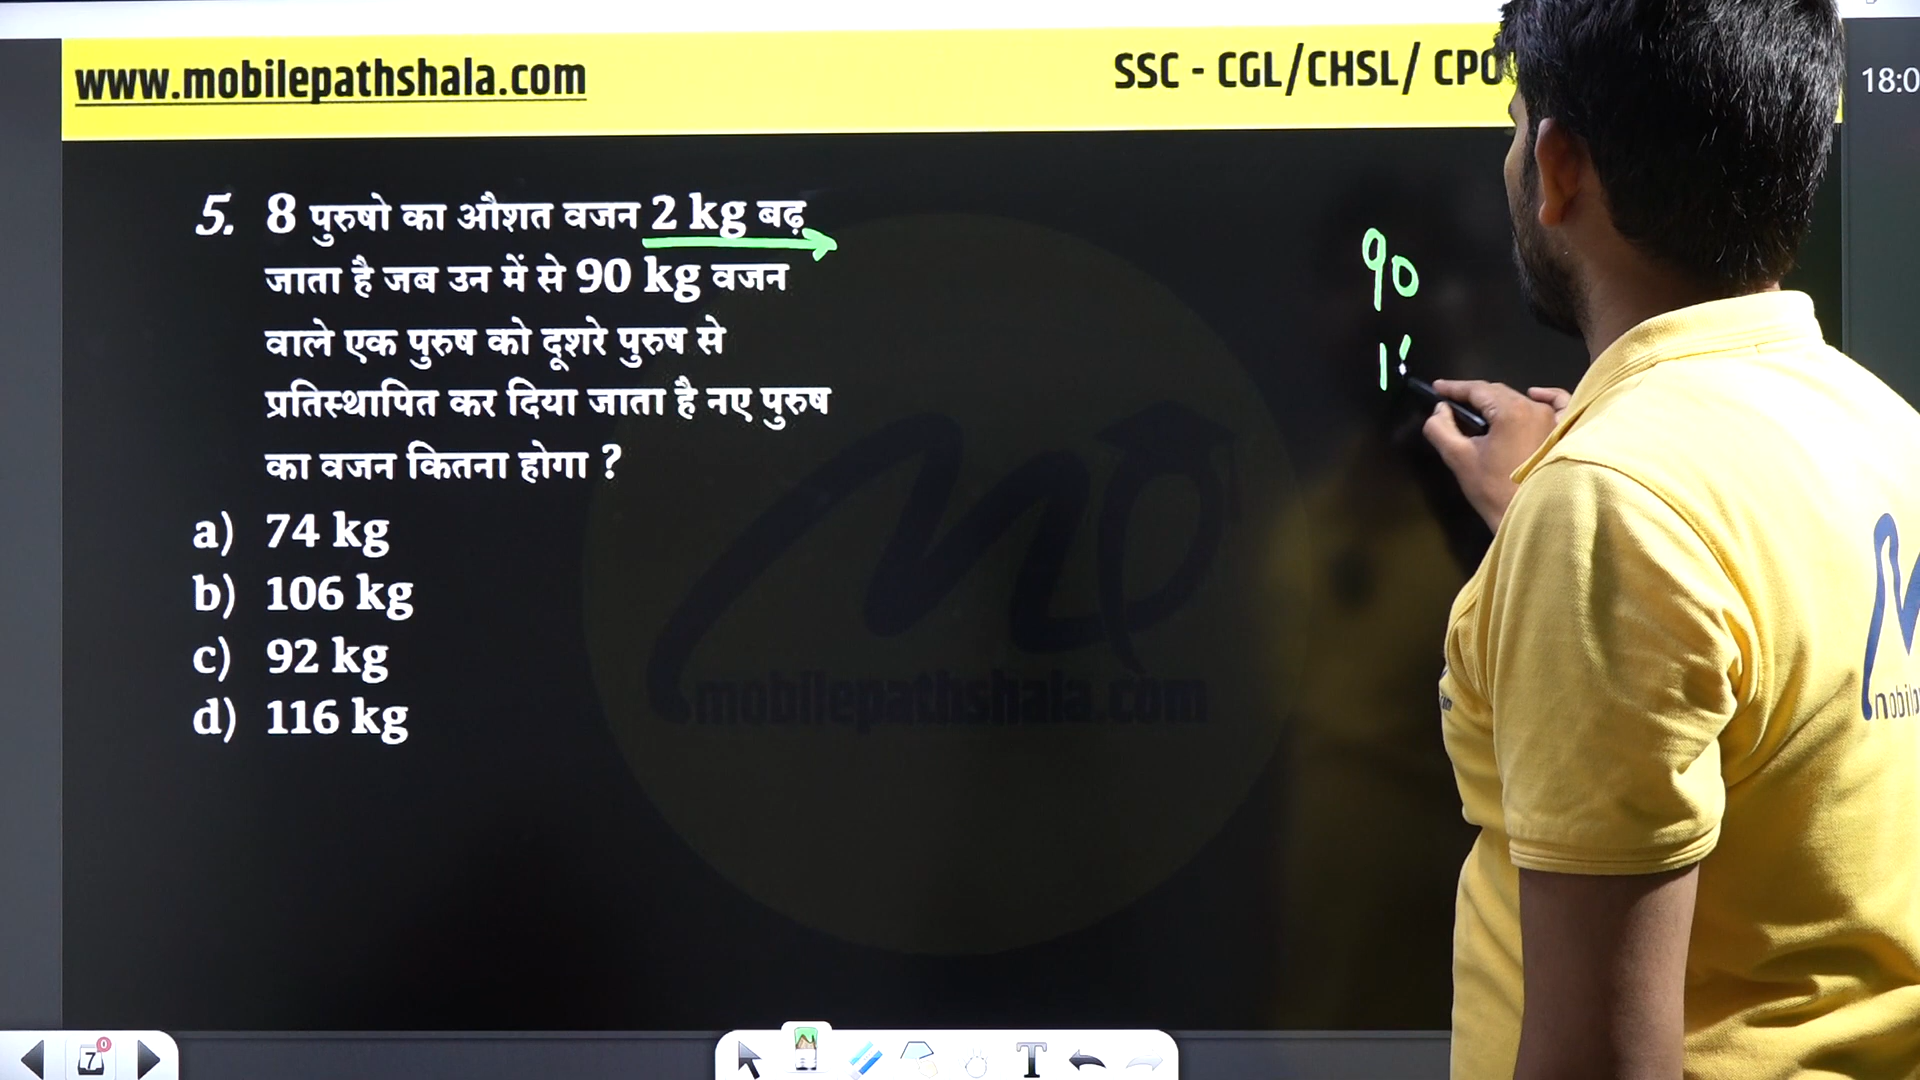 www.mobilepathshala.com
SSC - CGL/CHSL/ CPO
18:0
5. 8 पुरुषो का औशत वजन 2 kg बढ़
जाता है जब उन में से 90 kg वजन
वाले एक पुरुष को दूशरे पुरुष से
प्रतिस्थापित कर दिया जाता है नए पुरुष
का वजन कितना होगा ?
a) 74 kg
b) 106 kg
c) 92 kg
d) 116 kg
90
mobilepathshala.com
7
0
T